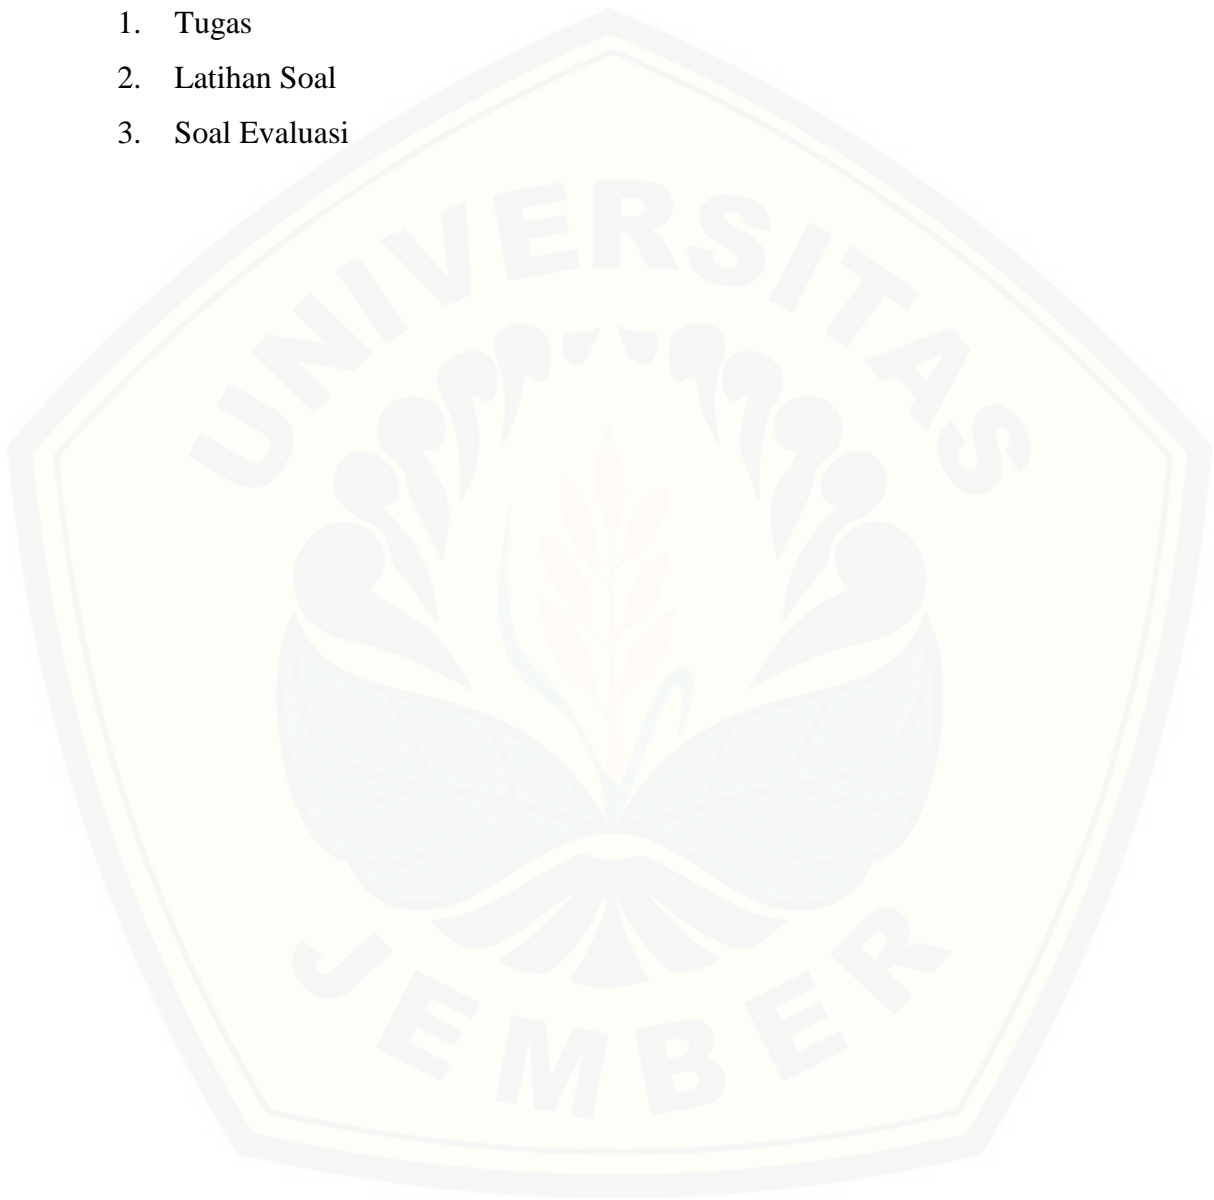 1. Tugas
2. Latihan Soal
3. Soal Evaluasi
UNIVERSITAS
JEMBER